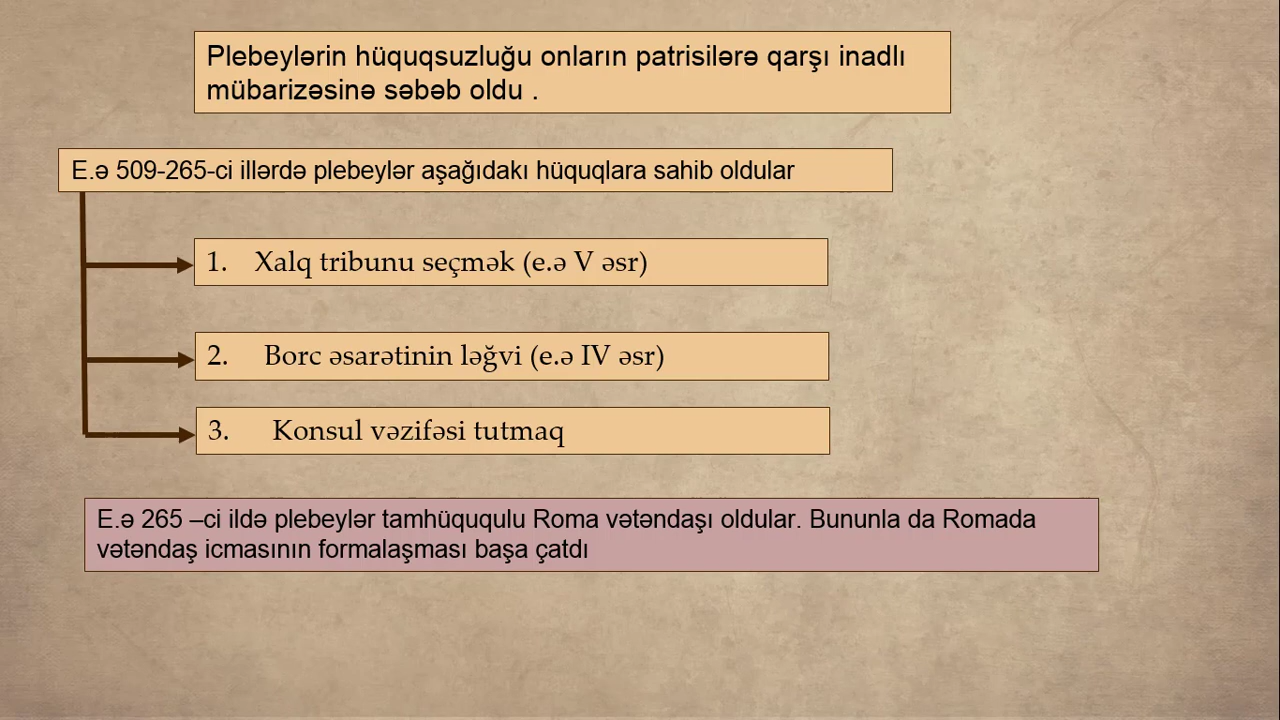 Plebeylərin hüquqsuzluğu onların patrisilərə qarşı inadlı
mübarizəsinə səbəb oldu .
E.ə 509-265-ci illərdə plebeylər aşağıdakı hüquqlara sahib oldular
1. Xalq tribunu seçmək (e.ə V əsr)
2. Borc əsarətinin ləğvi (e.ə IV əsr)
3. Konsul vəzifəsi tutmaq
E.ə 265 –ci ildə plebeylər tamhüququlu Roma vətəndaşı oldular. Bununla da Romada
vətəndaş icmasının formalaşması başa çatdı